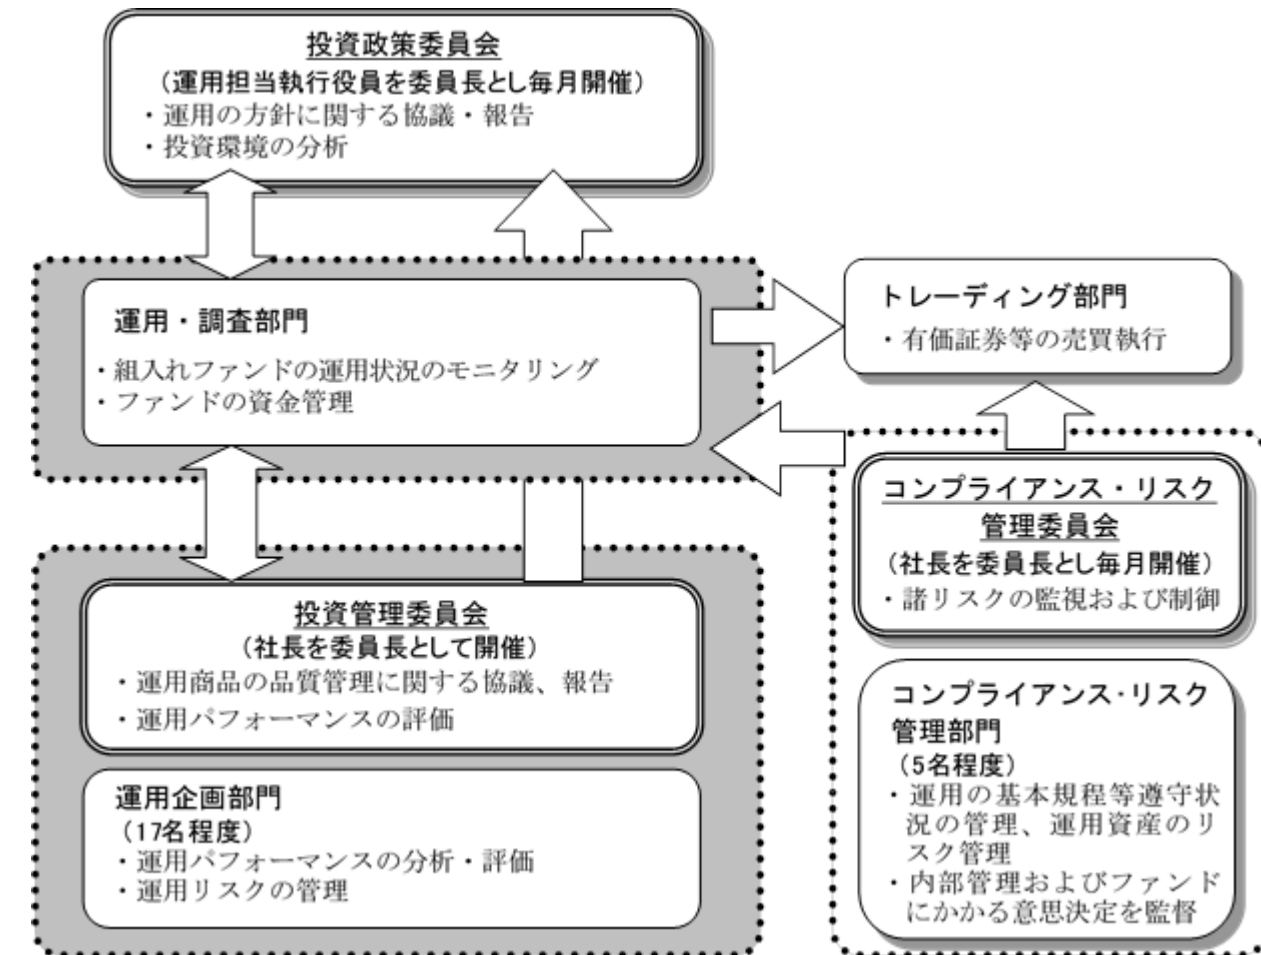 投資政策委員会
（運用担当執行役員を委員長とし毎月開催）
・運用の方針に関する協議・報告
・投資環境の分析
運用・調査部門
・組入れファンドの運用状況のモニタリング
・ファンドの資金管理
トレーディング部門
・有価証券等の売買執行
投資管理委員会
（社長を委員長として開催）
・運用商品の品質管理に関する協議、報告
・運用パフォーマンスの評価
運用企画部門
（17名程度）
・運用パフォーマンスの分析・評価
・運用リスクの管理
コンプライアンス・リスク
管理委員会
（社長を委員長とし毎月開催）
・諸リスクの監視および制御
コンプライアンス・リスク
管理部門
（5名程度）
・運用の基本規程等遵守状
況の管理、運用資産のリ
スク管理
・内部管理およびファンド
にかかる意思決定を監督